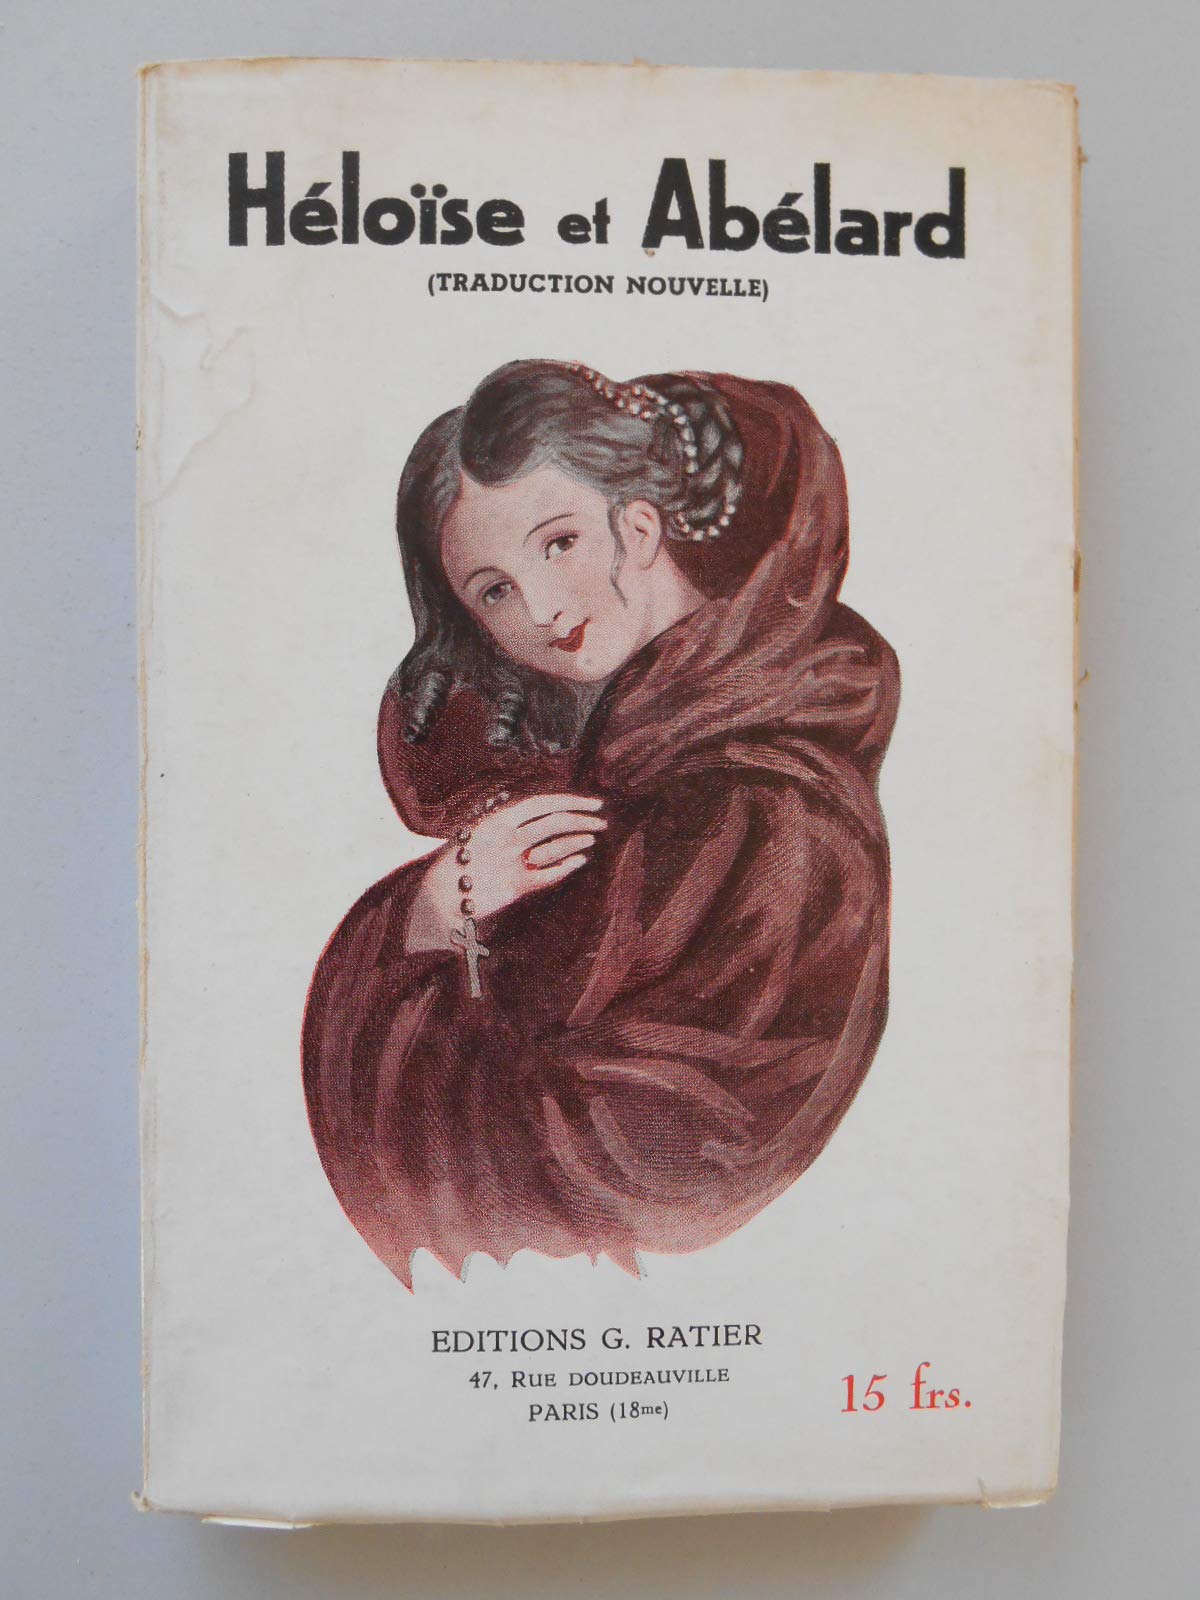 Héloïse et Abélard
(TRADUCTION NOUVELLE)
EDITIONS G. RATIER
47, RUE DOUDEAUVILLE
PARIS (18me)
15 frs.